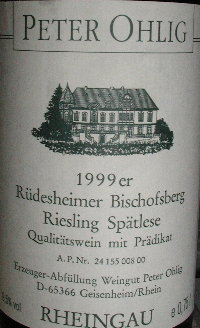 PETER OHLIG
1999er
Rüdesheimer Bischofsberg
Riesling Spätlese
Qualitätswein mit Prädikat
A. P. Nr. 24 155 008 00
Erzeuger-Abfüllung Weingut Peter Ohlig
D-65366 Geisenheim/Rhein
RHEINGAU